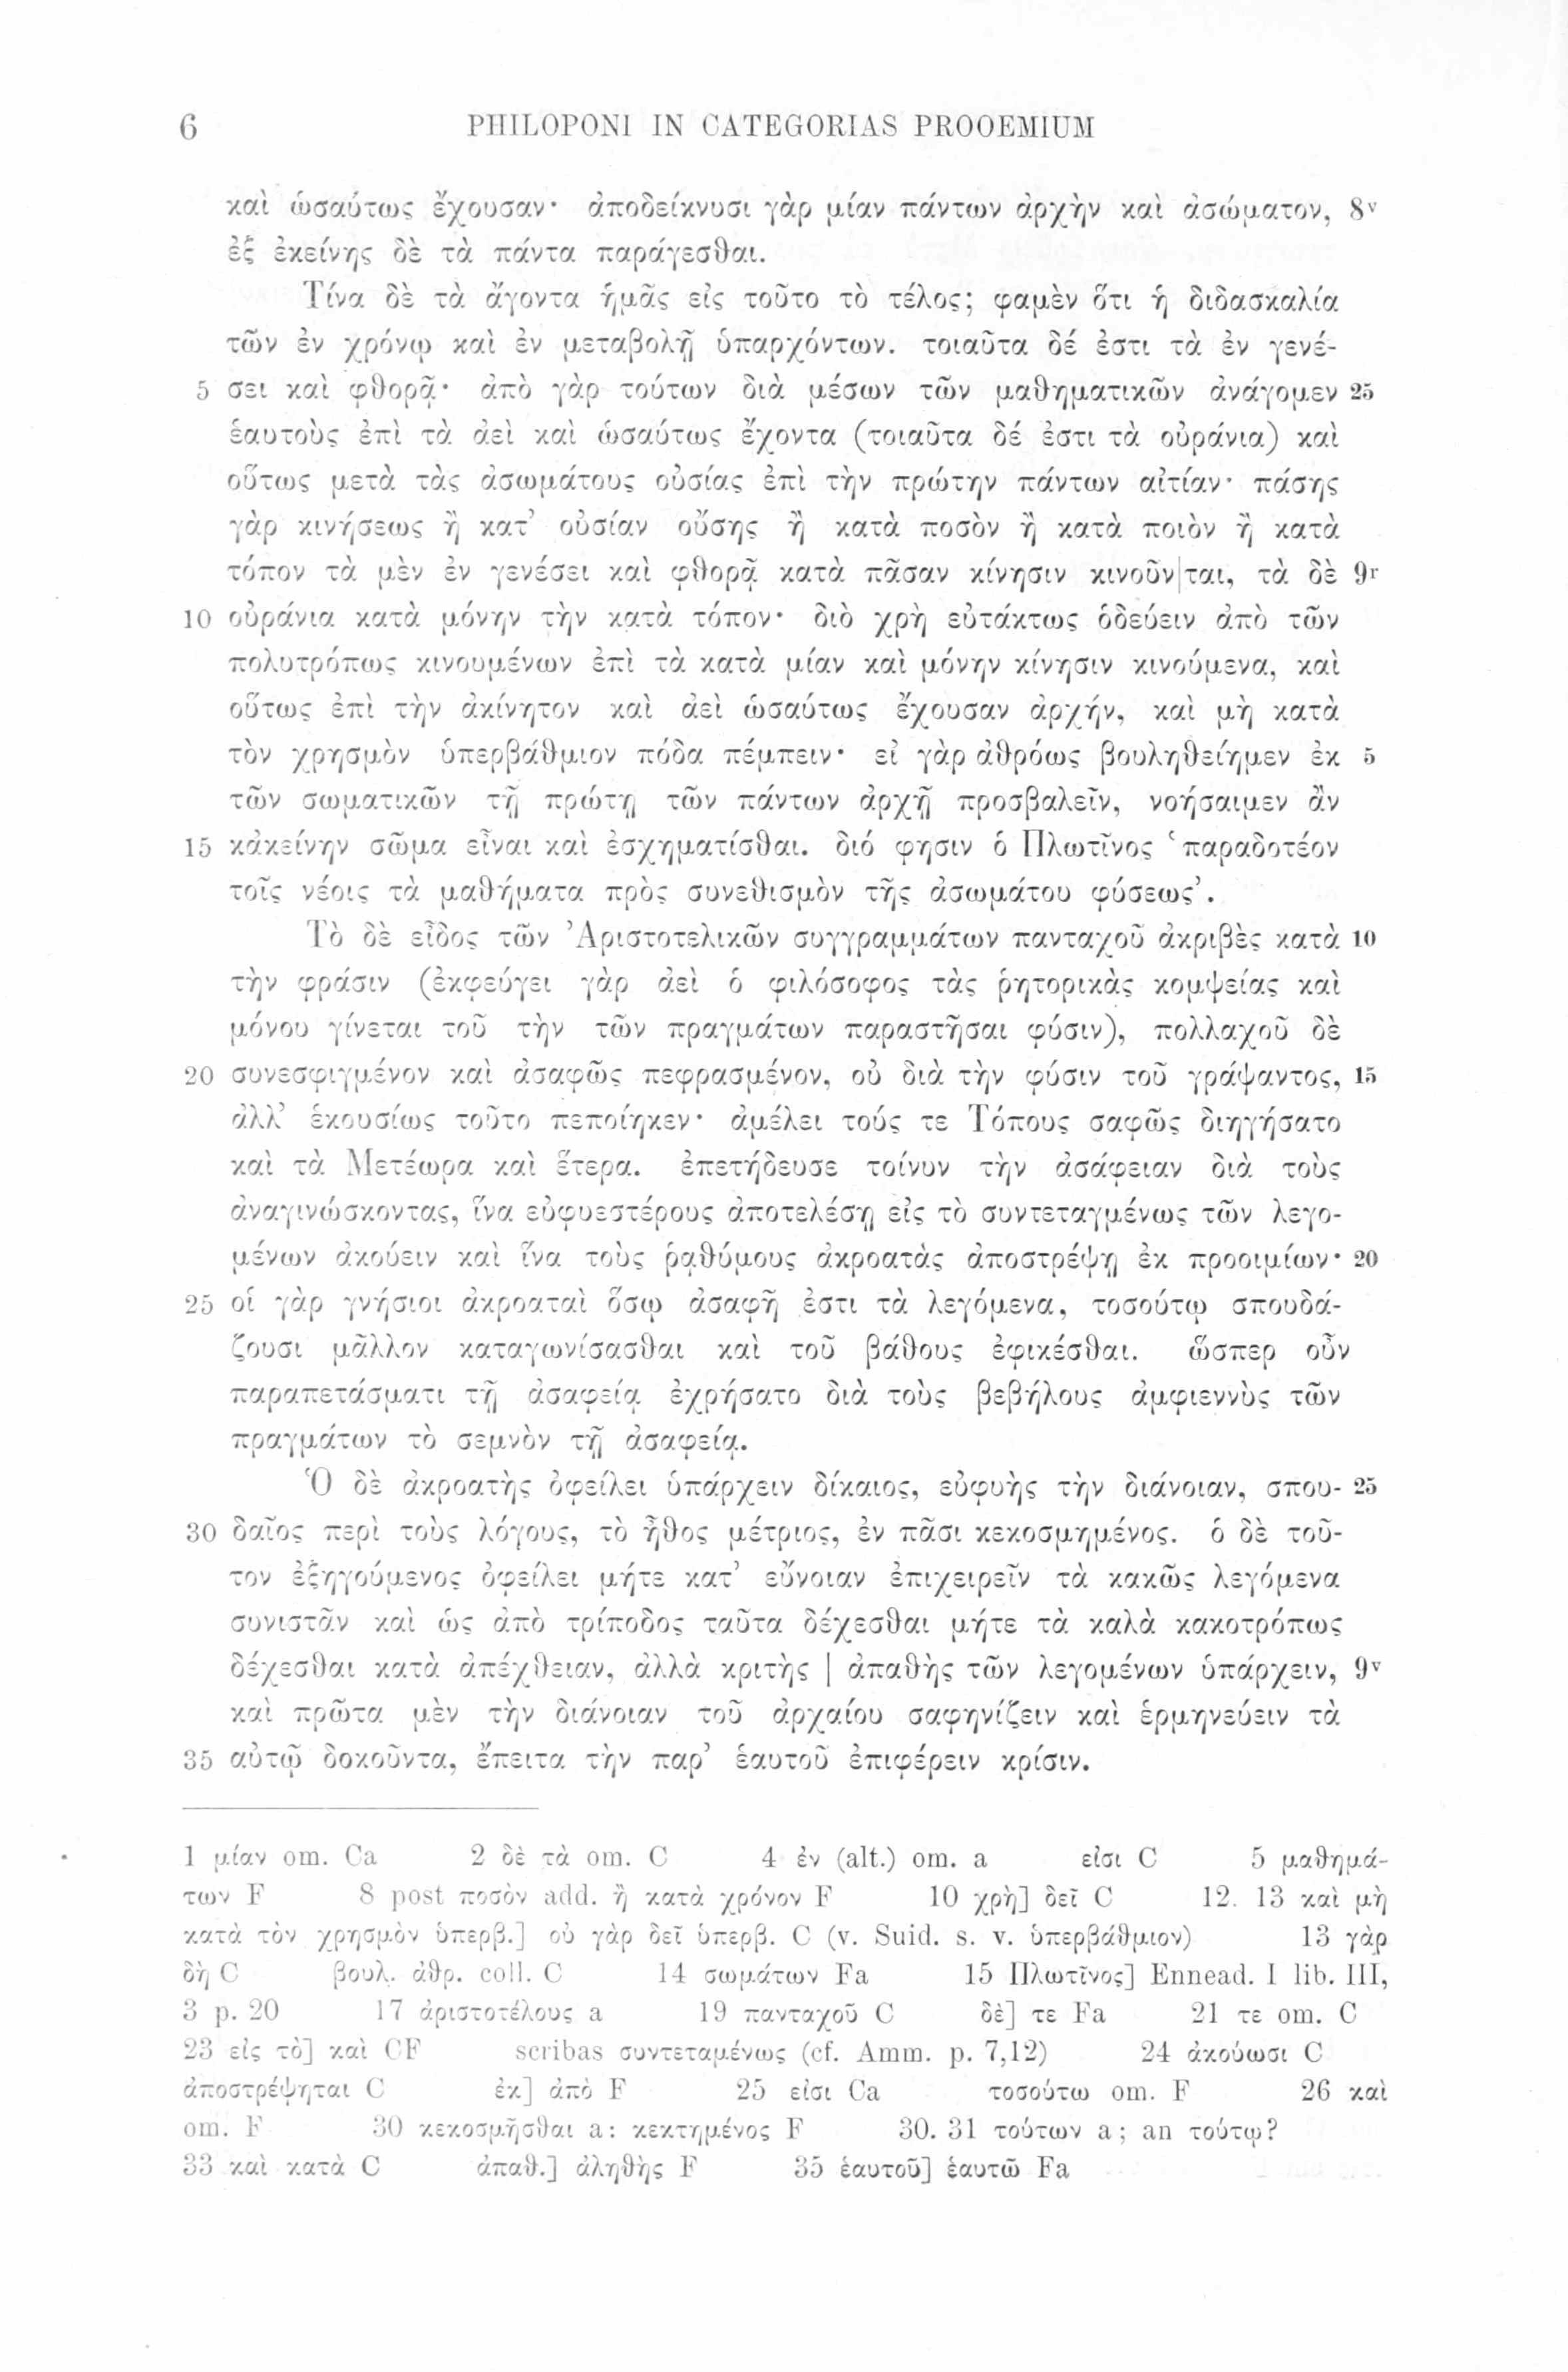 6 PHILOPONI IN CATEGORIAS PROOEMIUM
καὶ ὡσαύτως ἔχουσαν· ἀποδείκνυσι γὰρ μίαν πάντων ἀρχὴν καὶ ἀσώματον, 8v
ἐξ ἐκείνης δὲ τὰ πάντα παράγεσθαι.
Τίνα δὲ τὰ ἄγοντα ἡμᾶς εἰς τοῦτο τὸ τέλος; φαμὲν ὅτι ἡ διδασκαλία
τῶν ἐν χρόνῳ καὶ ἐν μεταβολῇ ὑπαρχόντων. τοιαῦτα δέ ἐστι τὰ ἐν γενέ-
5 σει καὶ φθορᾷ· ἀπὸ γὰρ τούτων διὰ μέσων τῶν μαθηματικῶν ἀνάγομεν 25
ἑαυτοὺς ἐπὶ τὰ ἀεὶ καὶ ὡσαύτως ἔχοντα (τοιαῦτα δέ ἐστι τὰ οὐράνια) καὶ
οὕτως μετὰ τὰς ἀσωμάτους οὐσίας ἐπὶ τὴν πρώτην πάντων αἰτίαν· πάσης
γὰρ κινήσεως ἢ κατ’ οὐσίαν οὔσης ἢ κατὰ ποσὸν ἢ κατὰ ποιὸν ἢ κατὰ
τόπον τὰ μὲν ἐν γενέσει καὶ φθορᾷ κατὰ πᾶσαν κίνησιν κινοῦν|ται, τὰ δὲ 9r
10 οὐράνια κατὰ μόνην τὴν κατὰ τόπον· διὸ χρὴ εὐτάκτως ὁδεύειν ἀπὸ τῶν
πολυτρόπως κινουμένων ἐπὶ τὰ κατὰ μίαν καὶ μόνην κίνησιν κινούμενα, καὶ
οὕτως ἐπὶ τὴν ἀκίνητον καὶ ἀεὶ ὡσαύτως ἔχουσαν ἀρχήν, καὶ μὴ κατὰ
τὸν χρησμὸν ὑπερβάθμιον πόδα πέμπειν· εἰ γὰρ ἀθρόως βουληθείημεν ἐκ 5
τῶν σωματικῶν τῇ πρώτῃ τῶν πάντων ἀρχῇ προσβαλεῖν, νοήσαιμεν ἂν
15 κἀκείνην σῶμα εἶναι καὶ ἐσχηματίσθαι. διό φησιν ὁ Πλωτῖνος ‘παραδοτέον
τοῖς νέοις τὰ μαθήματα πρὸς συνεθισμὸν τῆς ἀσωμάτου φύσεως’.
Τὸ δὲ εἶδος τῶν Ἀριστοτελικῶν συγγραμμάτων πανταχοῦ ἀκριβὲς κατὰ 10
τὴν φράσιν (ἐκφεύγει γὰρ ἀεὶ ὁ φιλόσοφος τὰς ῥητορικὰς κομψείας καὶ
μόνου γίνεται τοῦ τὴν τῶν πραγμάτων παραστῆσαι φύσιν), πολλαχοῦ δὲ
20 συνεσφιγμένον καὶ ἀσαφῶς πεφρασμένον, οὐ διὰ τὴν φύσιν τοῦ γράψαντος, 15
ἀλλ’ ἑκουσίως τοῦτο πεποίηκεν· ἀμέλει τούς τε Τόπους σαφῶς διηγήσατο
καὶ τὰ Μετέωρα καὶ ἕτερα. ἐπετήδευσε τοίνυν τὴν ἀσάφειαν διὰ τοὺς
ἀναγινώσκοντας, ἵνα εὐφυεστέρους ἀποτελέσῃ εἰς τὸ συντεταγμένως τῶν λεγο-
μένων ἀκούειν καὶ ἵνα τοὺς ῥᾳθύμους ἀκροατὰς ἀποστρέψῃ ἐκ προοιμίων· 20
25 οἱ γὰρ γνήσιοι ἀκροαταὶ ὅσῳ ἀσαφῆ ἐστι τὰ λεγόμενα, τοσούτῳ σπουδά-
ζουσι μᾶλλον καταγωνίσασθαι καὶ τοῦ βάθους ἐφικέσθαι. ὥσπερ οὖν
παραπετάσματι τῇ ἀσαφείᾳ ἐχρήσατο διὰ τοὺς βεβήλους ἀμφιεννὺς τῶν
πραγμάτων τὸ σεμνὸν τῇ ἀσαφείᾳ.
Ὁ δὲ ἀκροατὴς ὀφείλει ὑπάρχειν δίκαιος, εὐφυὴς τὴν διάνοιαν, σπου- 25
30 δαῖος περὶ τοὺς λόγους, τὸ ἦθος μέτριος, ἐν πᾶσι κεκοσμημένος. ὁ δὲ τοῦ-
τον ἐξηγούμενος ὀφείλει μήτε κατ’ εὔνοιαν ἐπιχειρεῖν τὰ κακῶς λεγόμενα
συνιστᾶν καὶ ὡς ἀπὸ τρίποδος ταῦτα δέχεσθαι μήτε τὰ καλὰ κακοτρόπως
δέχεσθαι κατὰ ἀπέχθειαν, ἀλλὰ κριτὴς | ἀπαθὴς τῶν λεγομένων ὑπάρχειν, 9v
καὶ πρῶτα μὲν τὴν διάνοιαν τοῦ ἀρχαίου σαφηνίζειν καὶ ἑρμηνεύειν τὰ
35 αὐτῷ δοκοῦντα, ἔπειτα τὴν παρ’ ἑαυτοῦ ἐπιφέρειν κρίσιν.
1 μίαν om. Ca 2 δὲ τὰ om. C 4 ἐν (alt.) om. a εἰσι C 5 μαθημά-
των F 8 post ποσὸν add. ἢ κατὰ χρόνον F 10 χρὴ] δεῖ C 12. 13 καὶ μὴ
κατὰ τὸν χρησμὸν ὑπερβ.] οὐ γὰρ δεῖ ὑπερβ. C (v. Suid. s. v. ὑπερβάθμιον) 13 γὰρ
δὴ C βουλ. ἀθρ. coll. C 14 σωμάτων Fa 15 Πλωτῖνος] Ennead. I lib. III,
3 p. 20 17 ἀριστοτέλους a 19 πανταχοῦ C δὲ] τε Fa 21 τε om. C
23 εἰς τὸ] καὶ CF scribas συντεταμένως (cf. Amm. p. 7,12) 24 ἀκούωσι C
ἀποστρέψηται C ἐκ] ἀπὸ F 25 εἰσι Ca τοσούτω om. F 26 καὶ
om. F 30 κεκοσμῆσθαι a: κεκτημένος F 30. 31 τούτων a; an τούτῳ?
33 καὶ κατὰ C ἀπαθ.] ἀληθὴς F 35 ἑαυτοῦ] ἑαυτῶ Fa